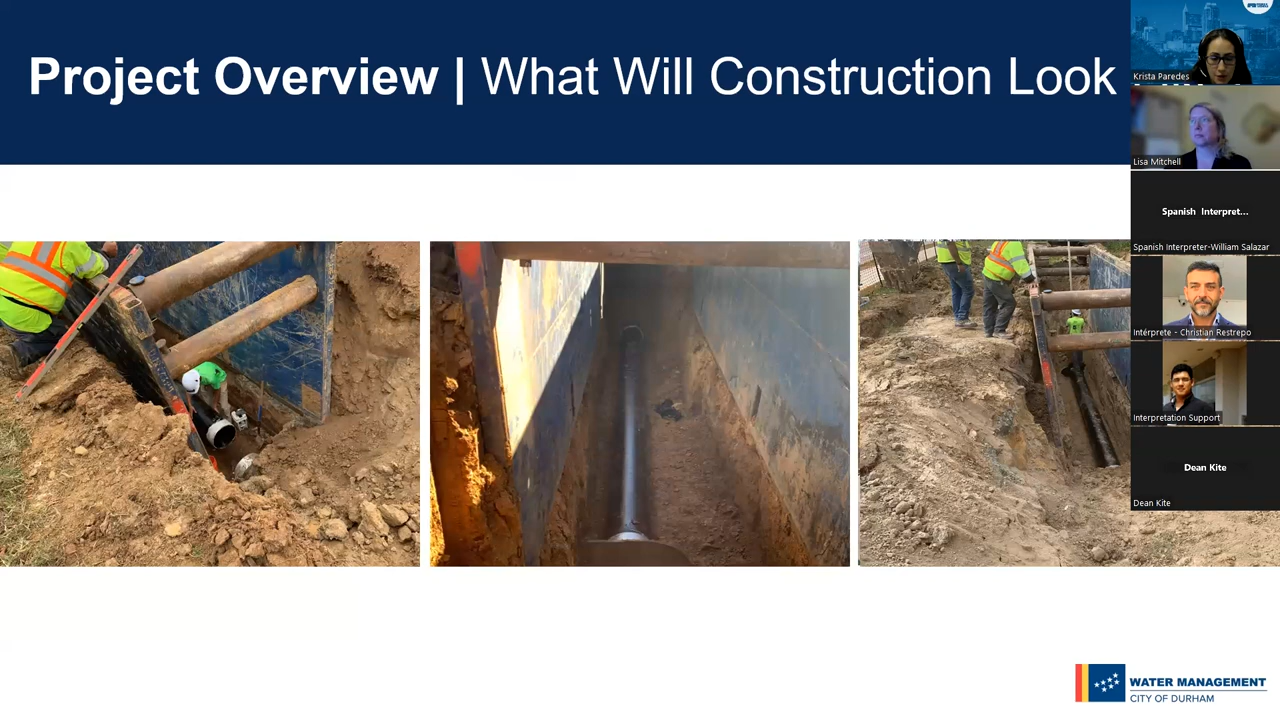 Project Overview | What Will Construction Look
Krista Paredes
Lisa Mitchell
Spanish Interpret...
Spanish Interpreter-William Salazar
Intérprete - Christian Restrepo
Interpretation Support
Dean Kite
Dean Kite
WATER MANAGEMENT
CITY OF DURHAM